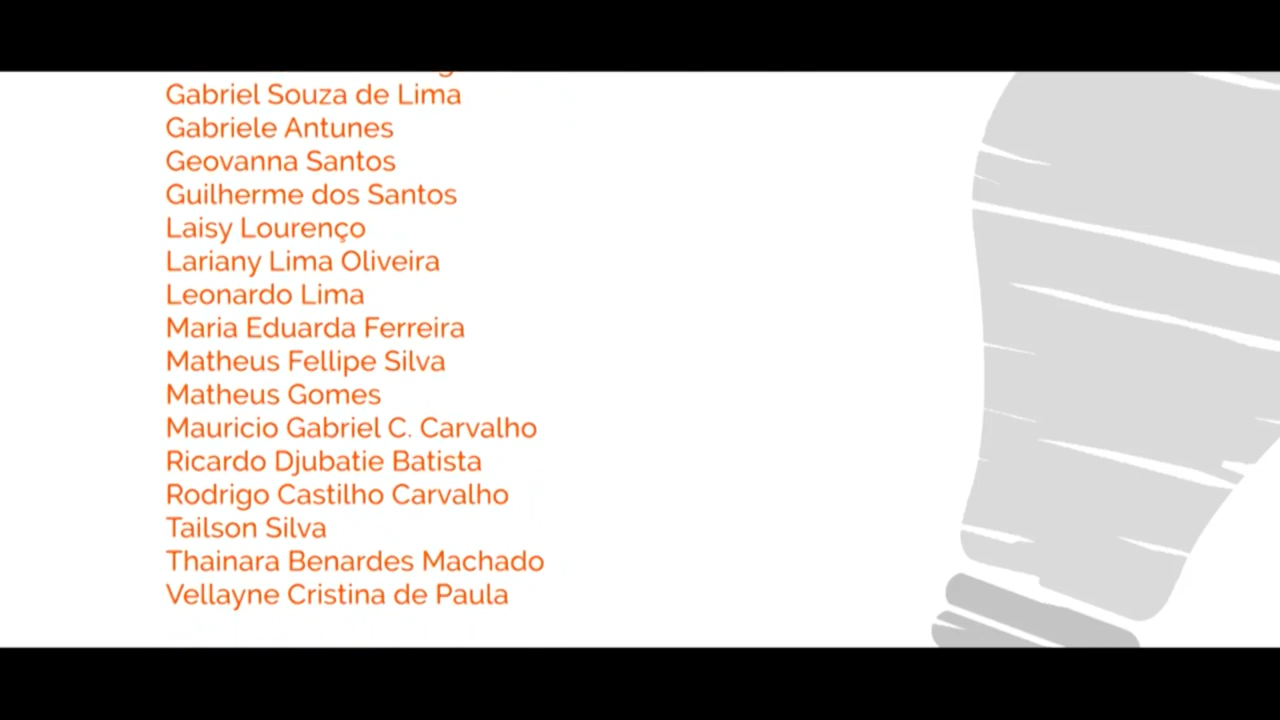 Gabriel Souza de Lima
Gabriele Antunes
Geovanna Santos
Guilherme dos Santos
Laisy Lourenço
Lariany Lima Oliveira
Leonardo Lima
Maria Eduarda Ferreira
Matheus Fellipe Silva
Matheus Gomes
Mauricio Gabriel C. Carvalho
Ricardo Djubatie Batista
Rodrigo Castilho Carvalho
Tailson Silva
Thainara Benardes Machado
Vellayne Cristina de Paula